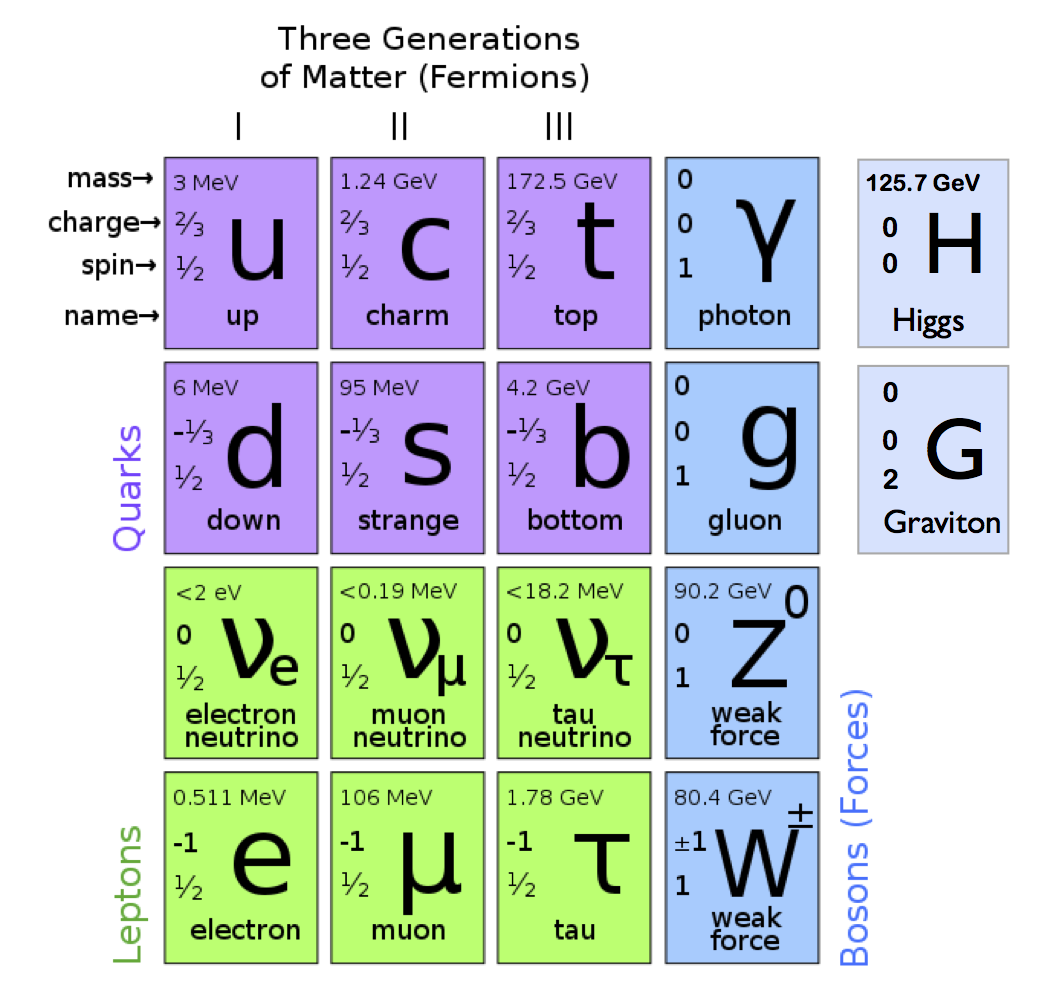 Three Generations
of Matter (Fermions)
I II III
mass→
charge→
spin→
name→
3 MeV
⅔
½
u
up
1.24 GeV
⅔
½
c
charm
172.5 GeV
⅔
½
t
top
0
0
1
γ
photon
125.7 GeV
0
0
H
Higgs
Quarks
6 MeV
-⅓
½
d
down
95 MeV
-⅓
½
s
strange
4.2 GeV
-⅓
½
b
bottom
0
0
1
g
gluon
0
0
2
G
Graviton
<2 eV
0
½
νe
electron
neutrino
<0.19 MeV
0
½
νμ
muon
neutrino
<18.2 MeV
0
½
ντ
tau
neutrino
90.2 GeV
0
1
Z0
weak
force
Leptons
0.511 MeV
-1
½
e
electron
106 MeV
-1
½
μ
muon
1.78 GeV
-1
½
τ
tau
80.4 GeV
±1
1
W±
weak
force
Bosons (Forces)